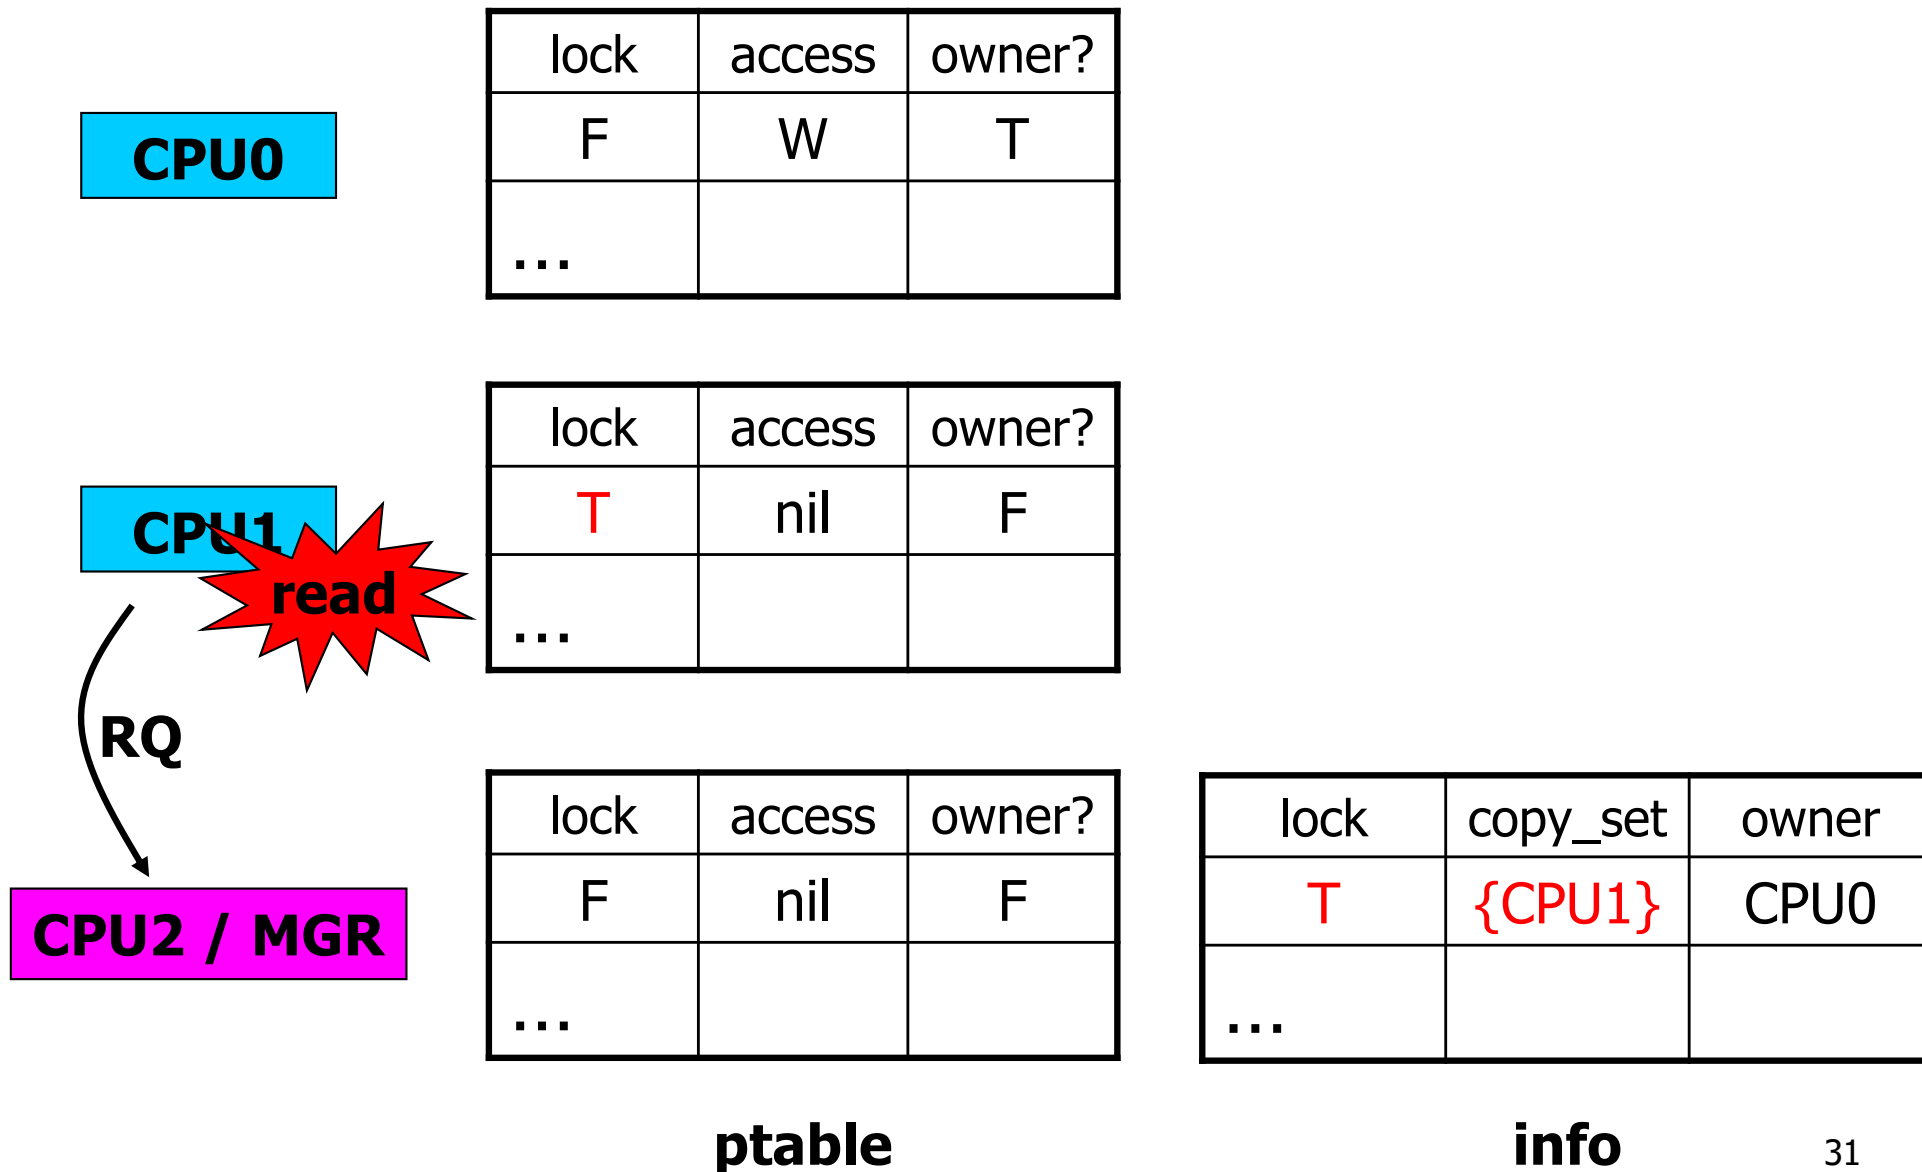 lock access owner?
CPU0
F W T
...
lock access owner?
CPU1
T nil F
read
...
RQ
lock access owner?
lock copy_set owner
F nil F
T {CPU1} CPU0
CPU2 / MGR
...
...
ptable
info
31